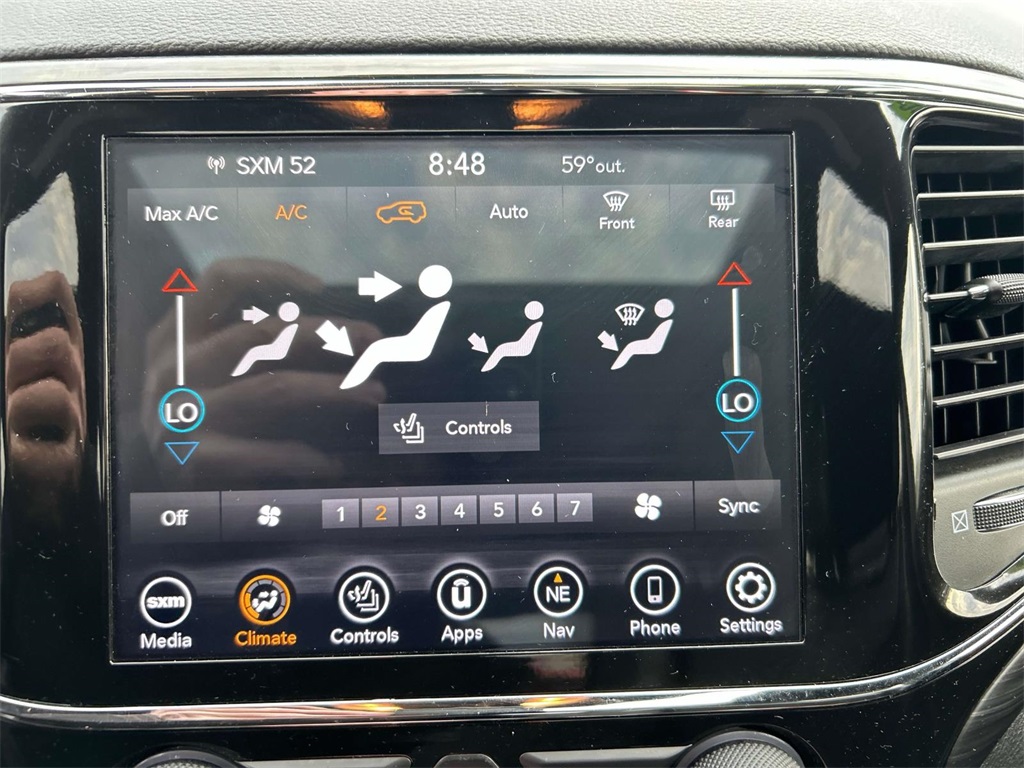 SXM 52 8:48 59° out.
Max A/C A/C Auto Front Rear
LO LO
Controls
Off 1 2 3 4 5 6 7 Sync
sxm NE
Media Climate Controls Apps Nav Phone Settings